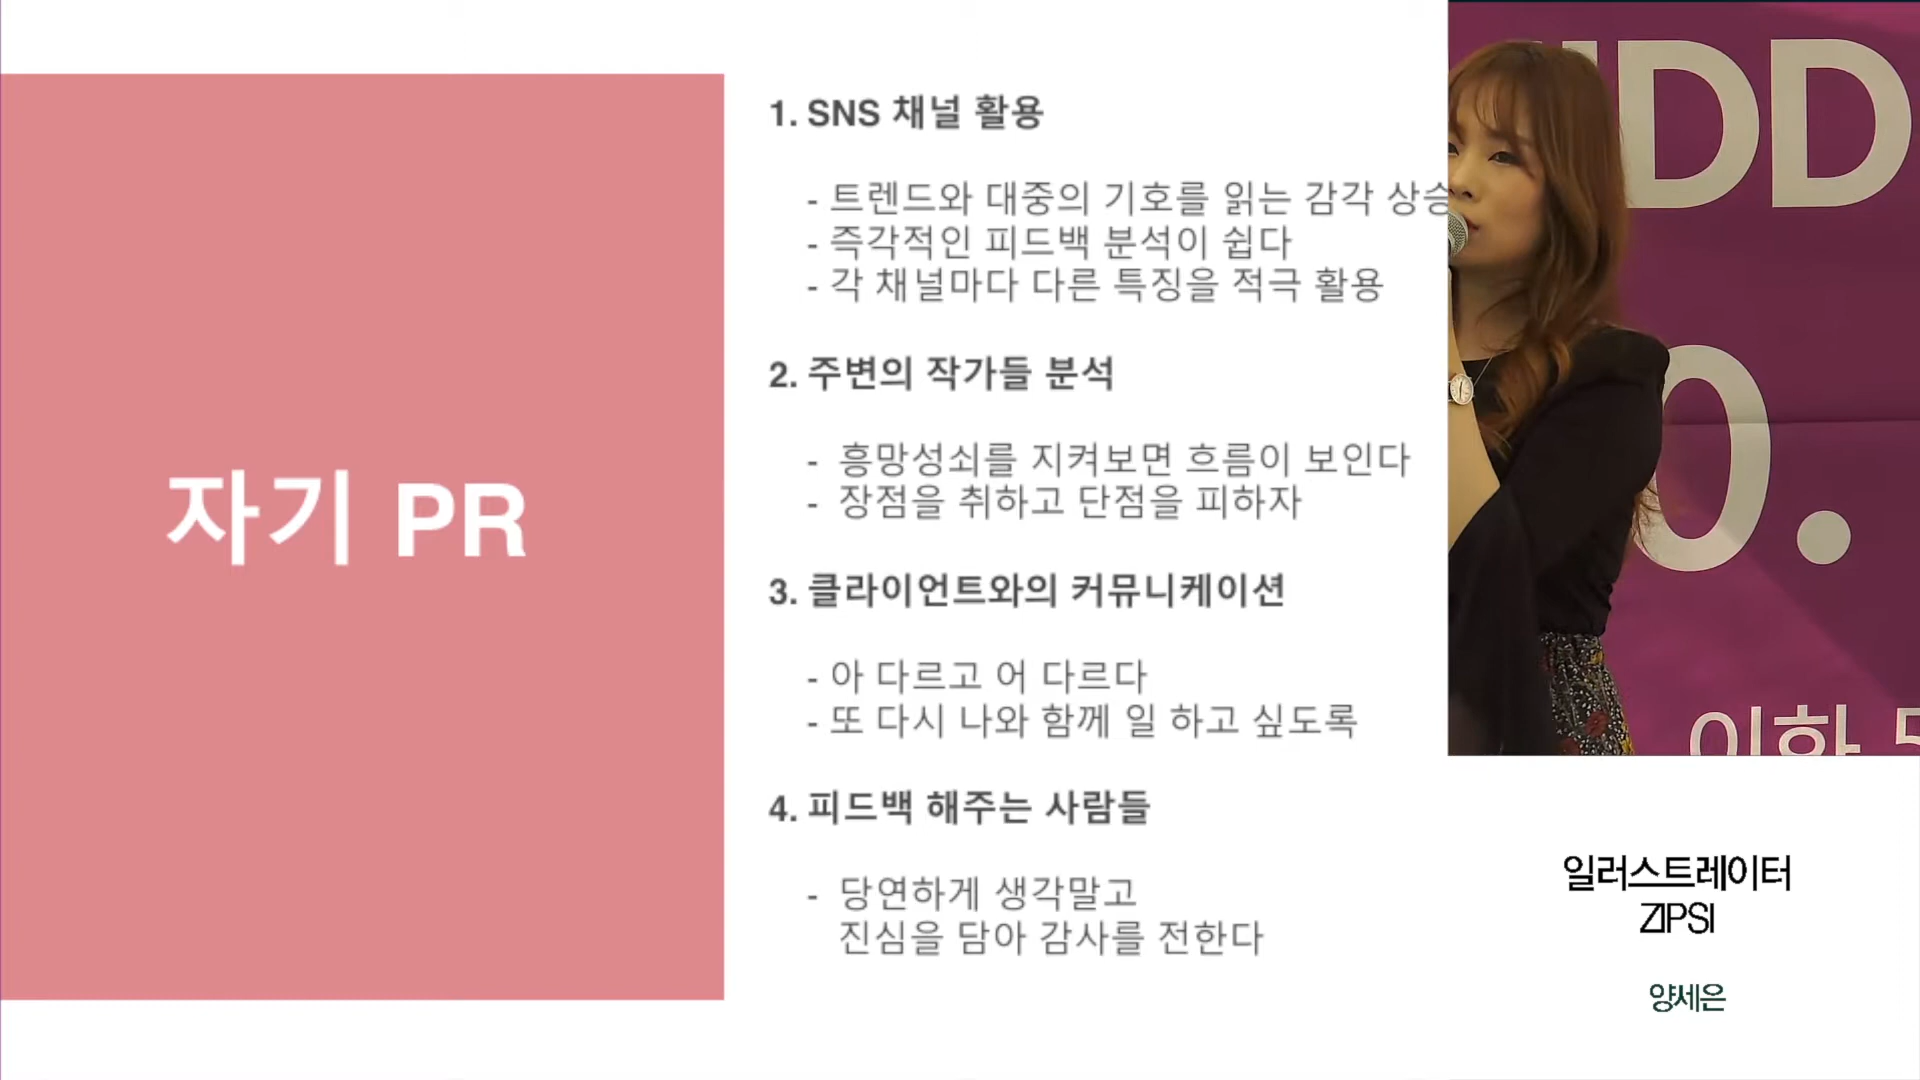 자기 PR
1. SNS 채널 활용
- 트렌드와 대중의 기호를 읽는 감각 상승
- 즉각적인 피드백 분석이 쉽다
- 각 채널마다 다른 특징을 적극 활용
2. 주변의 작가들 분석
- 흥망성쇠를 지켜보면 흐름이 보인다
- 장점을 취하고 단점을 피하자
3. 클라이언트와의 커뮤니케이션
- 아 다르고 어 다르다
- 또 다시 나와 함께 일 하고 싶도록
4. 피드백 해주는 사람들
- 당연하게 생각말고
진심을 담아 감사를 전한다
DD
0.
일러스트레이터
ZIPSI
양세은